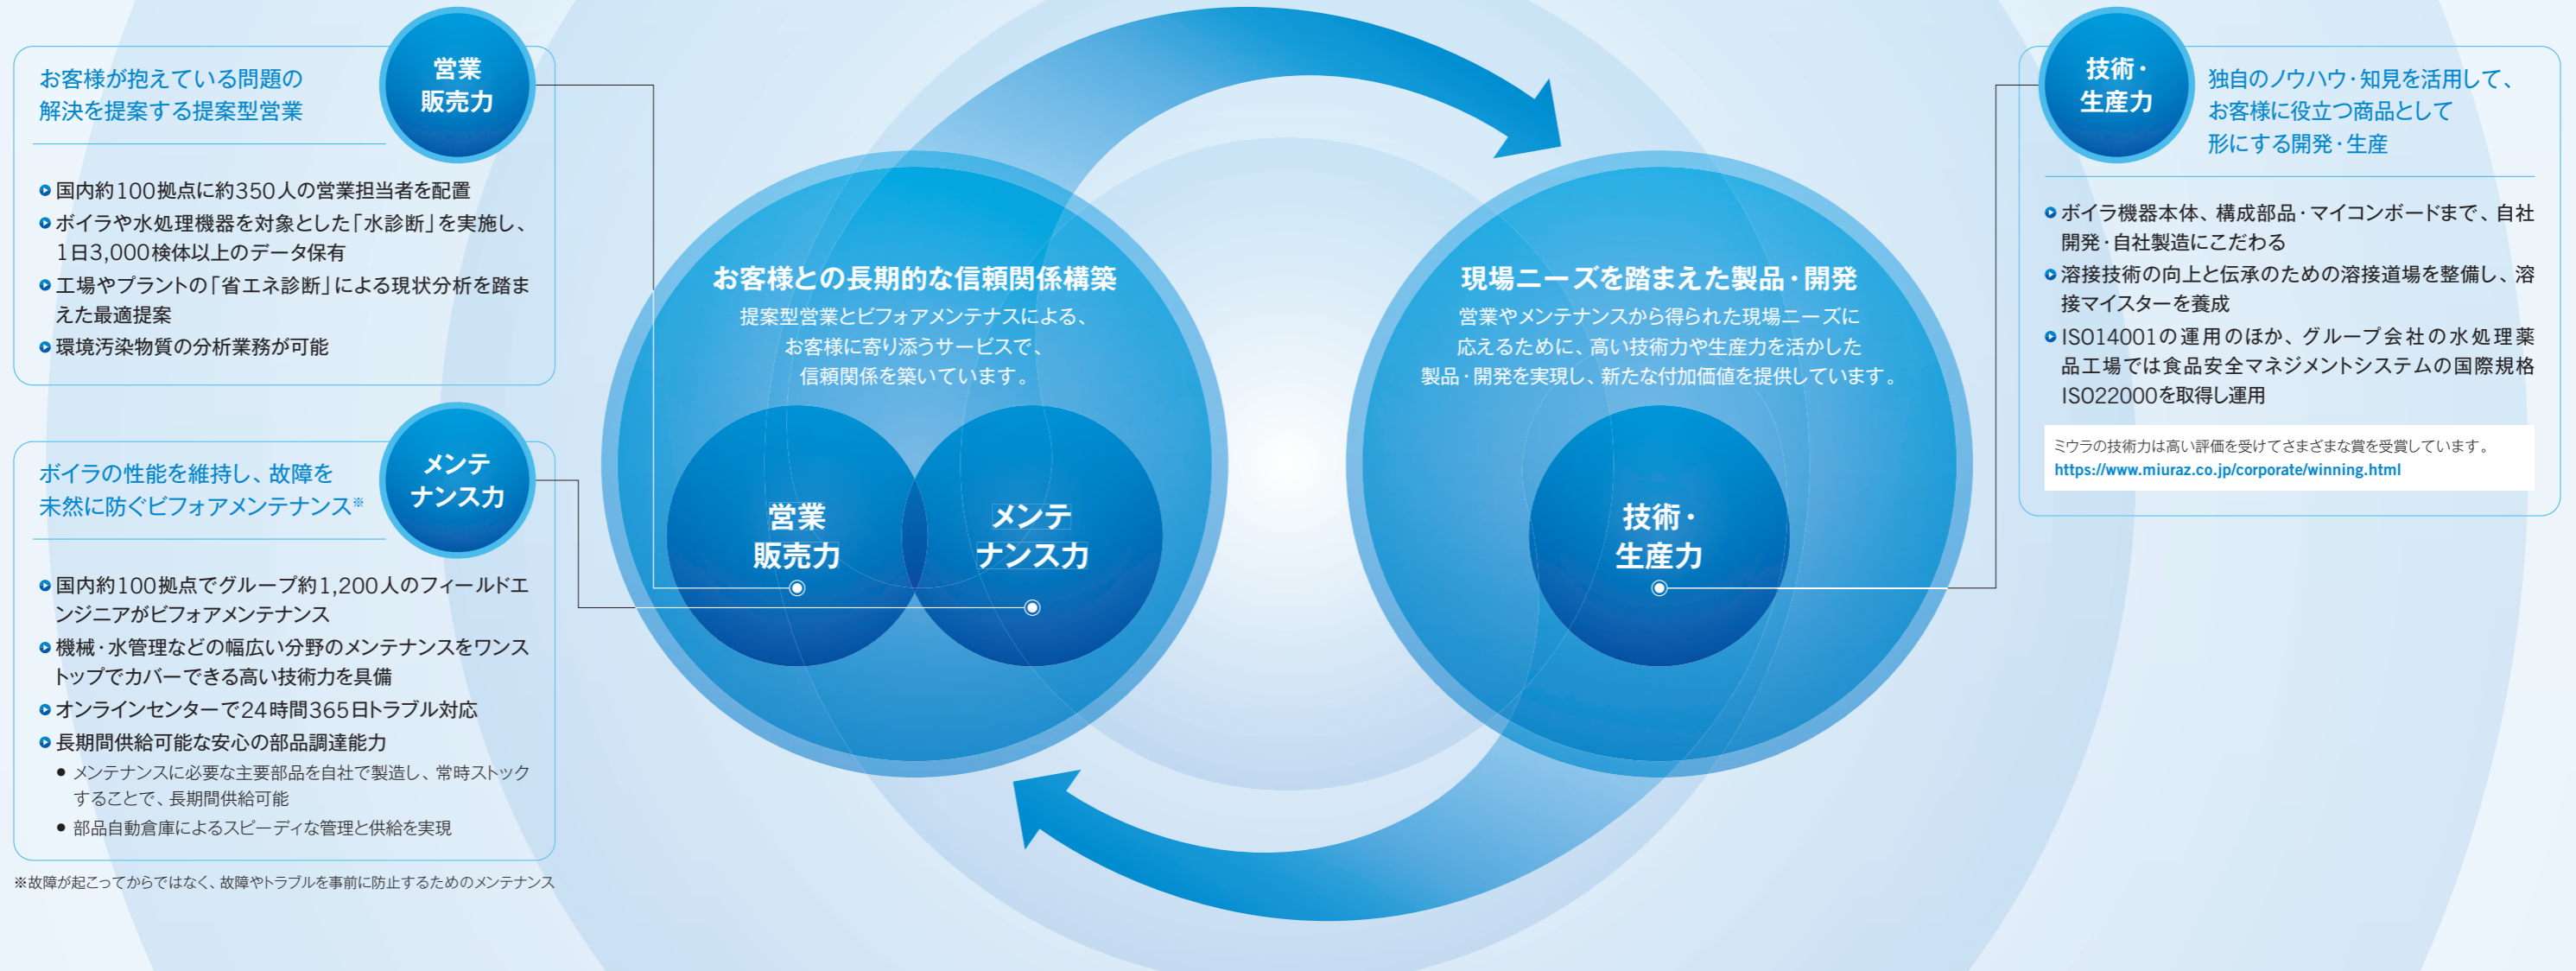 営業
販売力
お客様が抱えている問題の
解決を提案する提案型営業
国内約100拠点に約350人の営業担当者を配置
ボイラや水処理機器を対象とした「水診断」を実施し、
1日3,000検体以上のデータ保有
工場やプラントの「省エネ診断」による現状分析を踏ま
えた最適提案
環境汚染物質の分析業務が可能
メンテ
ナンス力
ボイラの性能を維持し、故障を
未然に防ぐビフォアメンテナンス※
国内約100拠点でグループ約1,200人のフィールドエ
ンジニアがビフォアメンテナンス
機械・水管理などの幅広い分野のメンテナンスをワンス
トップでカバーできる高い技術力を具備
オンラインセンターで24時間365日トラブル対応
長期間供給可能な安心の部品調達能力
● メンテナンスに必要な主要部品を自社で製造し、常時ストック
することで、長期間供給可能
● 部品自動倉庫によるスピーディな管理と供給を実現
※故障が起こってからではなく、故障やトラブルを事前に防止するためのメンテナンス
お客様との長期的な信頼関係構築
提案型営業とビフォアメンテナスによる、
お客様に寄り添うサービスで、
信頼関係を築いています。
営業
販売力
メンテ
ナンス力
現場ニーズを踏まえた製品・開発
営業やメンテナンスから得られた現場ニーズに
応えるために、高い技術力や生産力を活かした
製品・開発を実現し、新たな付加価値を提供しています。
技術・
生産力
技術・
生産力
独自のノウハウ・知見を活用して、
お客様に役立つ商品として
形にする開発・生産
ボイラ機器本体、構成部品・マイコンボードまで、自社
開発・自社製造にこだわる
溶接技術の向上と伝承のための溶接道場を整備し、溶
接マイスターを養成
ISO14001の運用のほか、グループ会社の水処理薬
品工場では食品安全マネジメントシステムの国際規格
ISO22000を取得し運用
ミウラの技術力は高い評価を受けてさまざまな賞を受賞しています。
https://www.miuraz.co.jp/corporate/winning.html